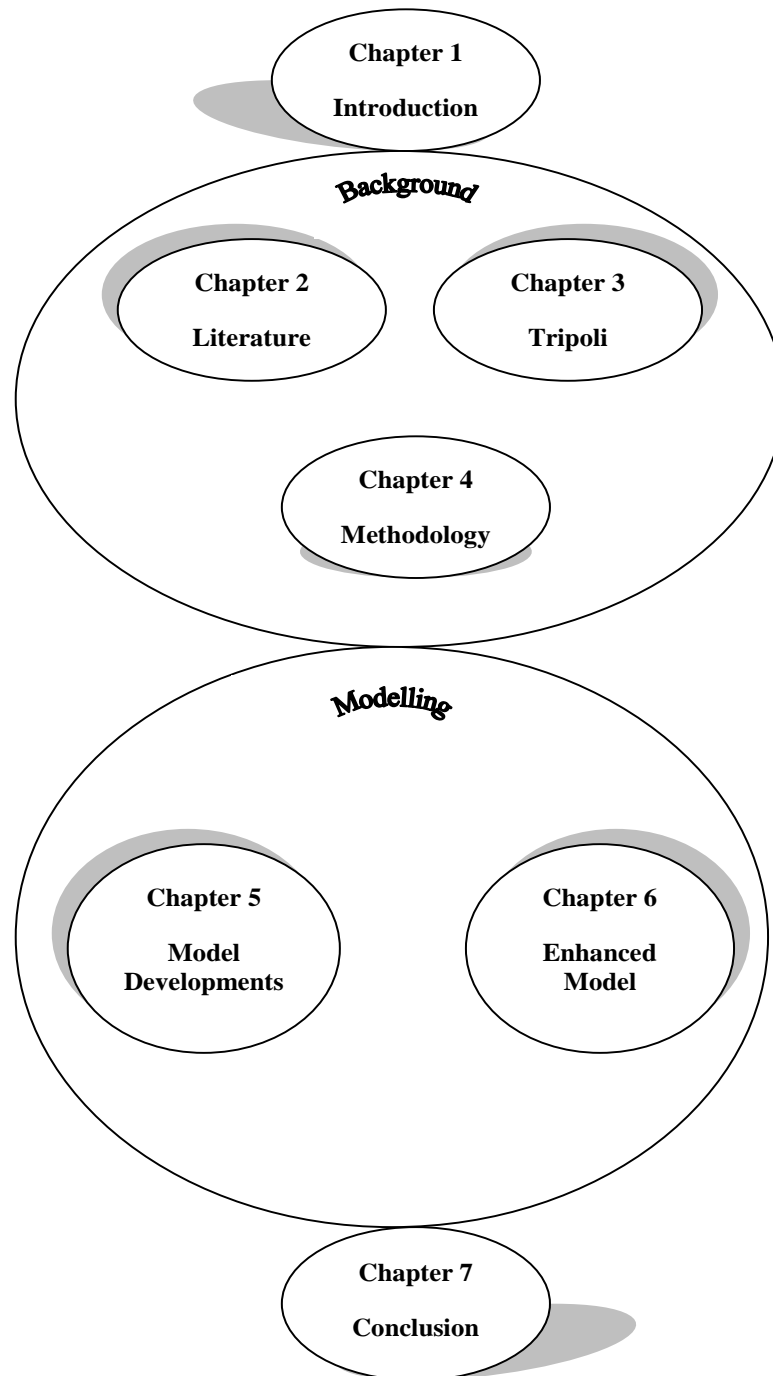 Chapter 1
Introduction
Background
Chapter 2
Literature
Chapter 3
Tripoli
Chapter 4
Methodology
Modelling
Chapter 5
Model
Developments
Chapter 6
Enhanced
Model
Chapter 7
Conclusion